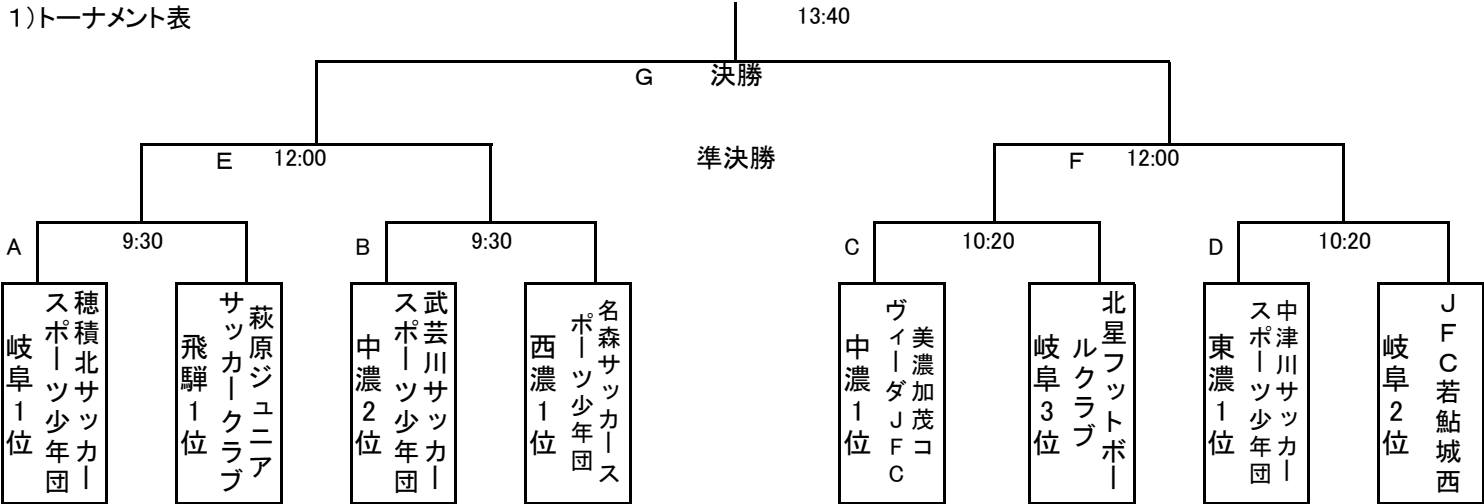 1）トーナメント表
13:40
G 決勝
E 12:00
準決勝
F 12:00
A 9:30
B 9:30
C 10:20
D 10:20
穂積北サッカー
スポーツ少年団
岐阜1位
萩原ジュニア
サッカークラブ
飛騨1位
武芸川サッカー
スポーツ少年団
中濃2位
名森サッカース
ポーツ少年団
西濃1位
美濃加茂コ
ヴィーダJFC
中濃1位
北星フットボー
ルクラブ
岐阜3位
中津川サッカー
スポーツ少年団
東濃1位
JFC若鮎城西
岐阜2位